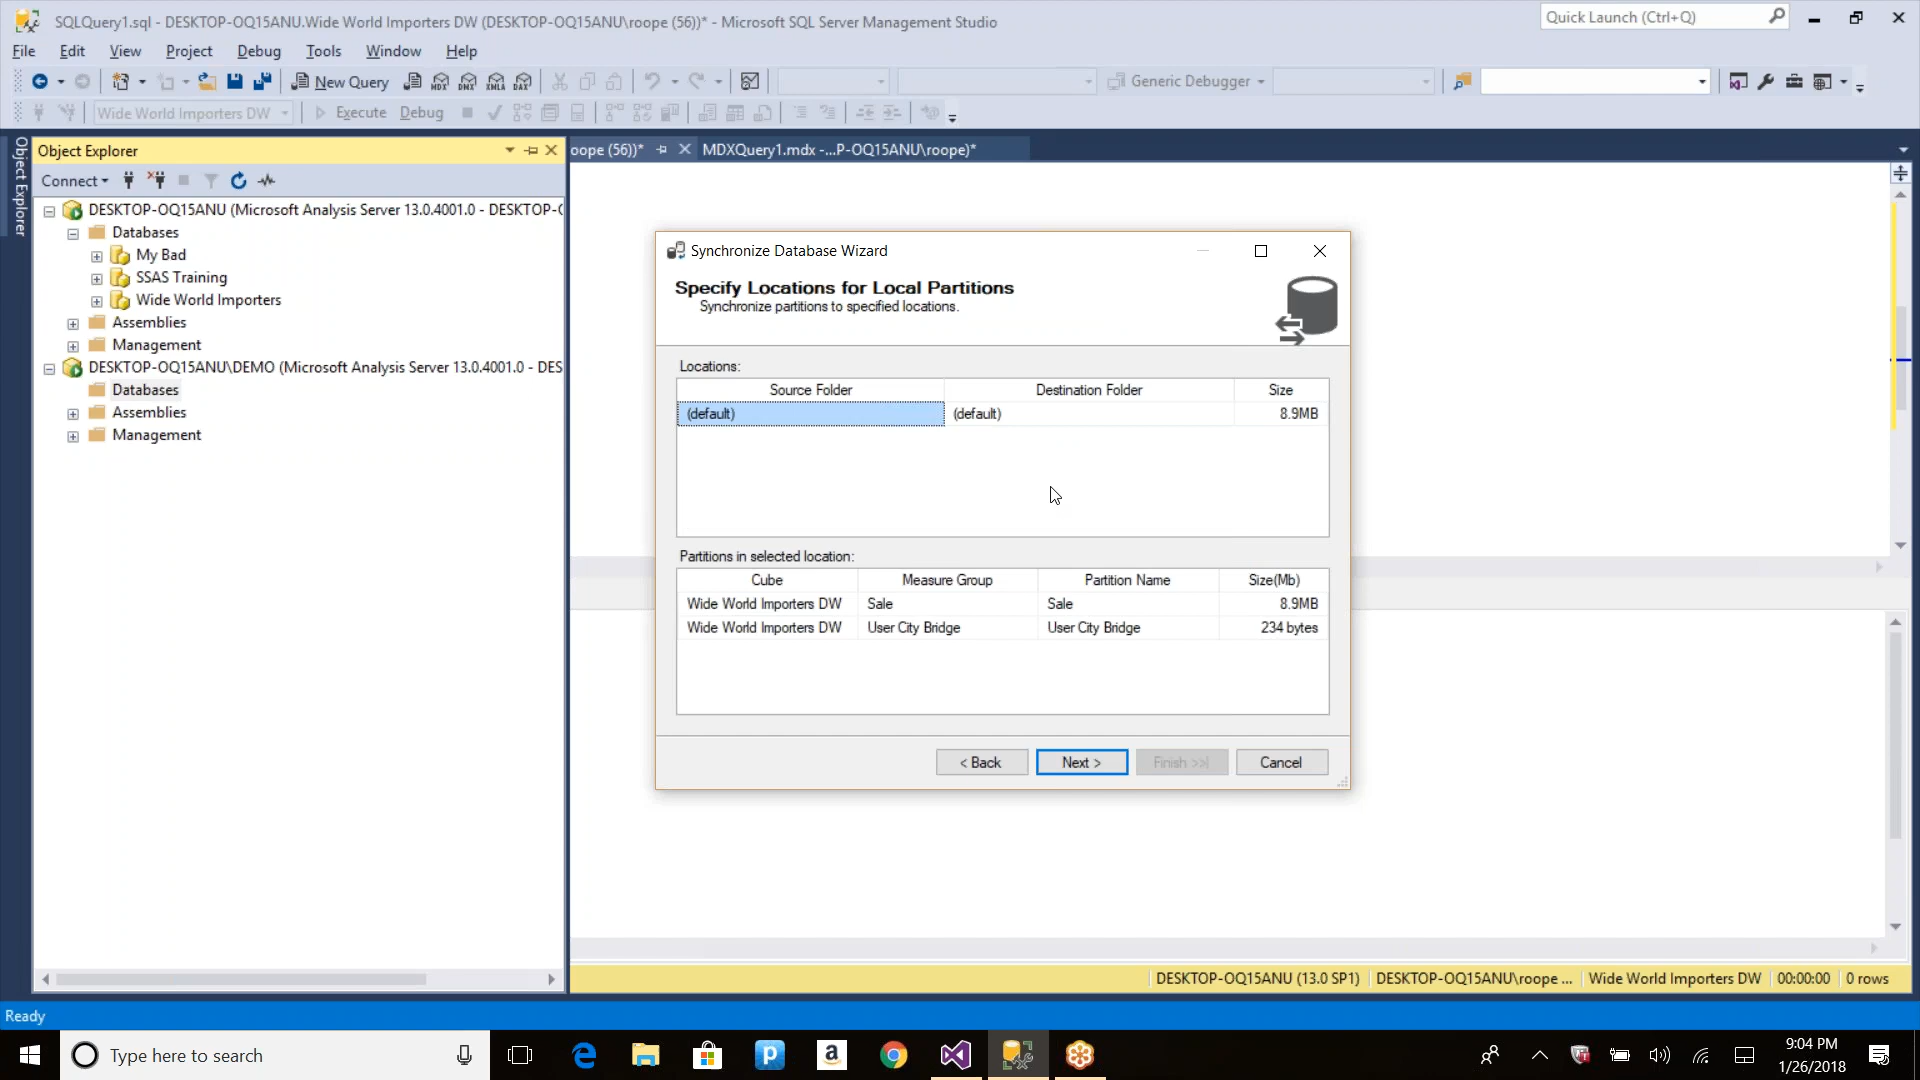 SQLQuery1.sql - DESKTOP-OQ15ANU.Wide World Importers DW (DESKTOP-OQ15ANU\roope (56))* - Microsoft SQL Server Management Studio
Quick Launch (Ctrl+Q)
File Edit View Project Debug Tools Window Help
New Query
MDX
DMX
XMLA
DAX
Generic Debugger
Wide World Importers DW
Execute Debug
Object Explorer
Object Explorer
oope (56))*
MDXQuery1.mdx -...P-OQ15ANU\roope)*
Connect
DESKTOP-OQ15ANU (Microsoft Analysis Server 13.0.4001.0 - DESKTOP-
Databases
My Bad
SSAS Training
Wide World Importers
Assemblies
Management
DESKTOP-OQ15ANU\DEMO (Microsoft Analysis Server 13.0.4001.0 - DES
Databases
Assemblies
Management
Synchronize Database Wizard
Specify Locations for Local Partitions
Synchronize partitions to specified locations.
Locations:
Source Folder Destination Folder Size
(default) (default) 8.9MB
Partitions in selected location:
Cube Measure Group Partition Name Size(Mb)
Wide World Importers DW Sale Sale 8.9MB
Wide World Importers DW User City Bridge User City Bridge 234 bytes
< Back Next > Finish >>| Cancel
DESKTOP-OQ15ANU (13.0 SP1) DESKTOP-OQ15ANU\roope ... Wide World Importers DW 00:00:00 0 rows
Ready
Type here to search
9:04 PM
1/26/2018